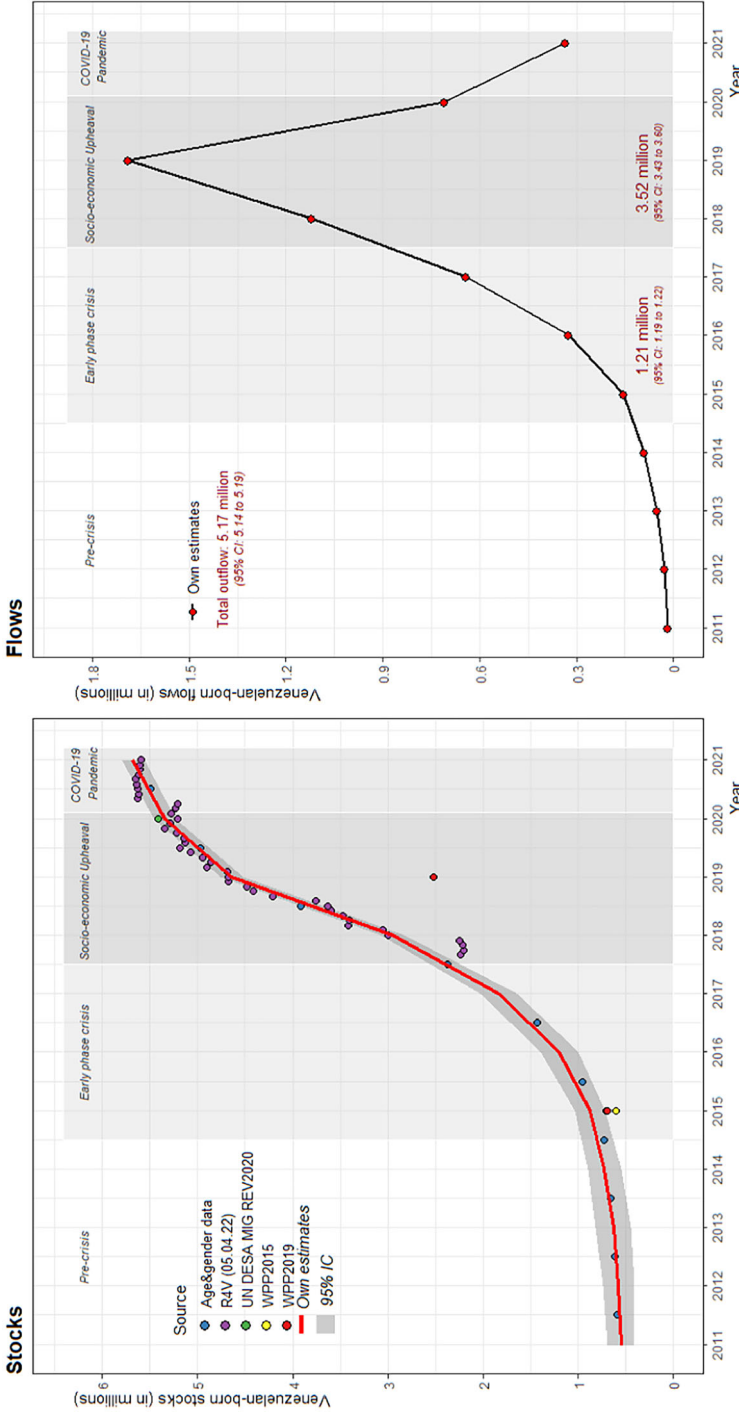 Stocks
Venezuelan-born stocks (in millions)
6
5
4
3
2
1
0
Pre-crisis
Early phase crisis
Socio-economic Upheaval
COVID-19
Pandemic
Source
Age&gender data
R4V (05.04.22)
UN DESA MIG REV2020
WPP2015
WPP2019
Own estimates
95% IC
2011
2012
2013
2014
2015
2016
2017
2018
2019
2020
2021
Year
Flows
Venezuelan-born flows (in millions)
1.8
1.5
1.2
0.9
0.6
0.3
0
Pre-crisis
Early phase crisis
Socio-economic Upheaval
COVID-19
Pandemic
Own estimates
Total outflow: 5.17 million
(95% CI: 5.14 to 5.19)
1.21 million
(95% CI: 1.19 to 1.22)
3.52 million
(95% CI: 3.43 to 3.60)
2011
2012
2013
2014
2015
2016
2017
2018
2019
2020
2021
Year